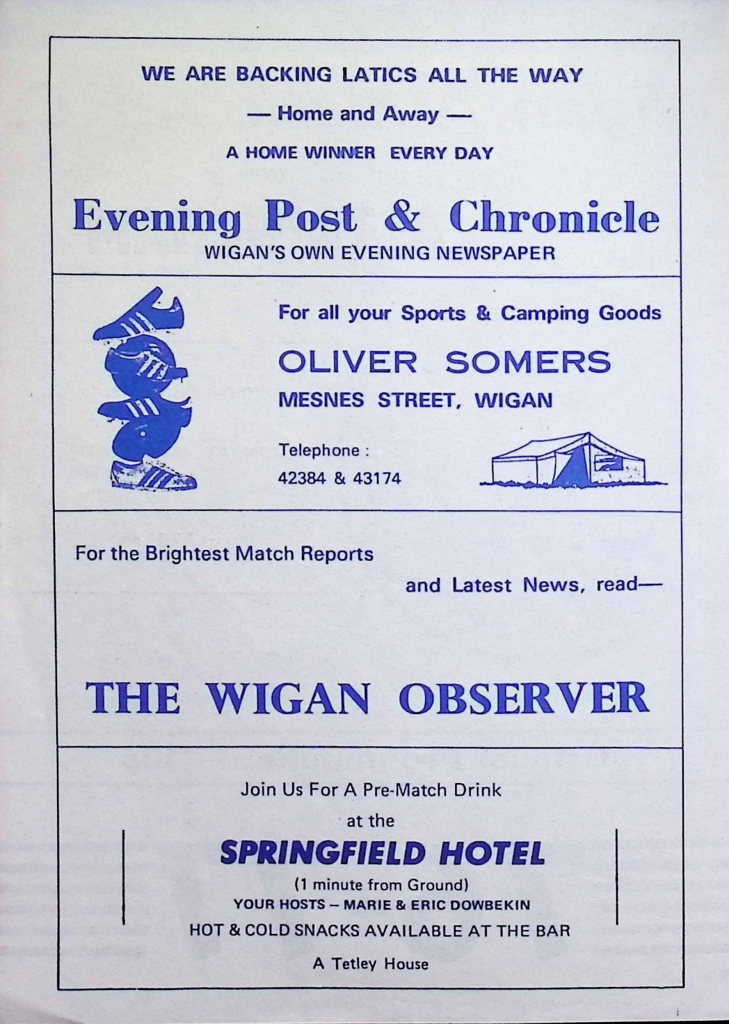 WE ARE BACKING LATICS ALL THE WAY
— Home and Away —
A HOME WINNER EVERY DAY
Evening Post & Chronicle
WIGAN'S OWN EVENING NEWSPAPER
For all your Sports & Camping Goods
OLIVER SOMERS
MESNES STREET, WIGAN
Telephone :
42384 & 43174
For the Brightest Match Reports
and Latest News, read—
THE WIGAN OBSERVER
Join Us For A Pre-Match Drink
at the
SPRINGFIELD HOTEL
(1 minute from Ground)
YOUR HOSTS – MARIE & ERIC DOWBEKIN
HOT & COLD SNACKS AVAILABLE AT THE BAR
A Tetley House